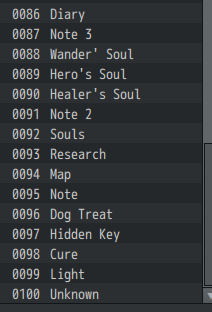 0086 Diary
0087 Note 3
0088 Wander' Soul
0089 Hero's Soul
0090 Healer's Soul
0091 Note 2
0092 Souls
0093 Research
0094 Map
0095 Note
0096 Dog Treat
0097 Hidden Key
0098 Cure
0099 Light
0100 Unknown